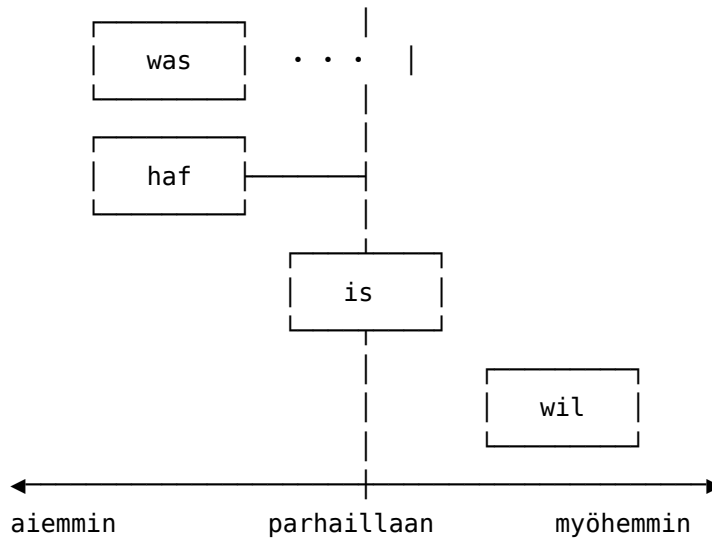 was . . .
haf
is
wil
aiemmin parhaillaan myöhemmin